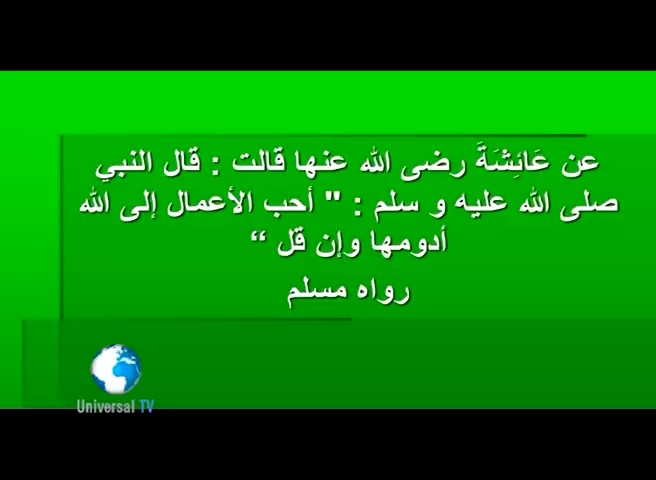 عن عَائِشَةَ رضى الله عنها قالت : قال النبي
صلى الله عليه و سلم : " أحب الأعمال إلى الله
أدومها وإن قل “
رواه مسلم
Universal TV